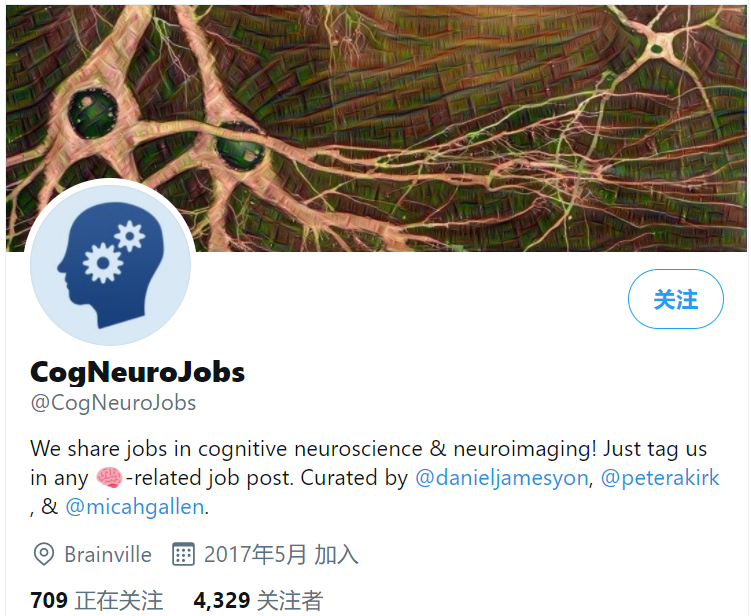 关注
CogNeuroJobs
@CogNeuroJobs
We share jobs in cognitive neuroscience & neuroimaging! Just tag us
in any 🧠-related job post. Curated by @danieljamesyon, @peterakirk
, & @micahgallen.
Brainville 2017年5月 加入
709 正在关注 4,329 关注者